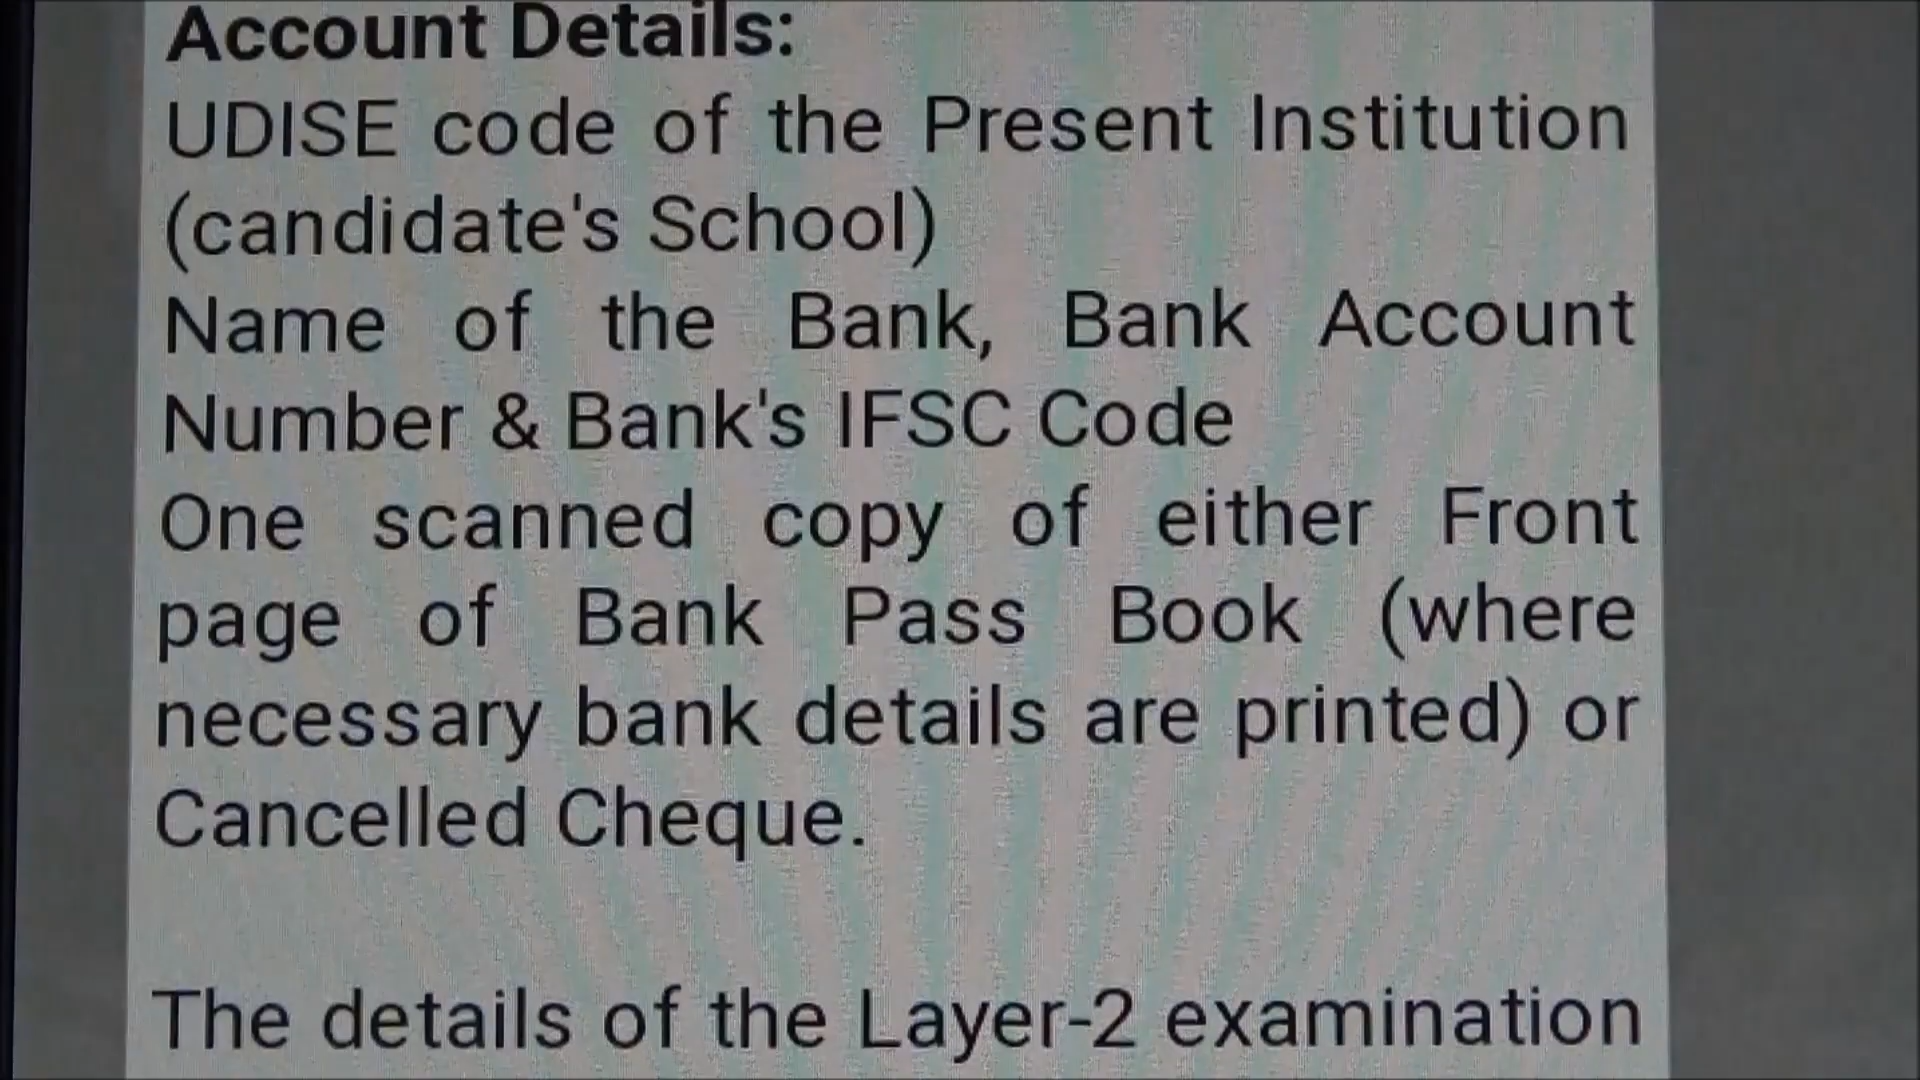 Account Details:
UDISE code of the Present Institution
(candidate's School)
Name of the Bank, Bank Account
Number & Bank's IFSC Code
One scanned copy of either Front
page of Bank Pass Book (where
necessary bank details are printed) or
Cancelled Cheque.
The details of the Layer-2 examination